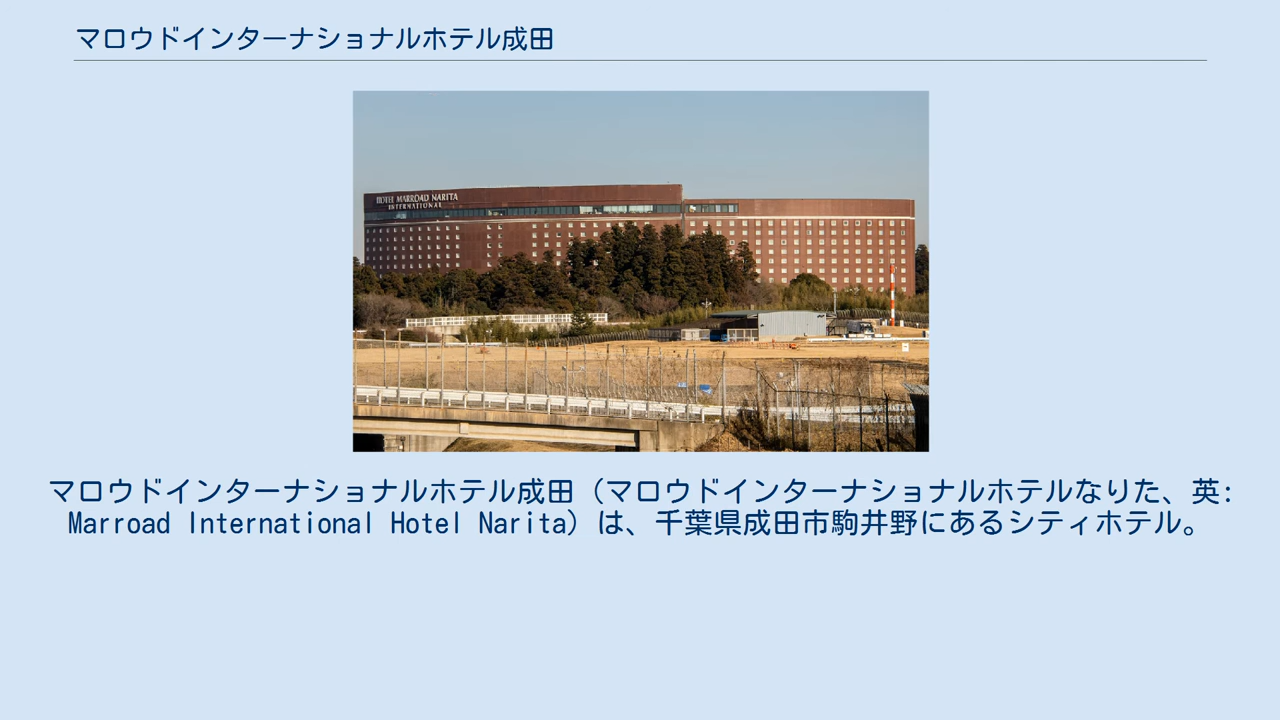 マロウドインターナショナルホテル成田
HOTEL MARROAD NARITA
INTERNATIONAL
マロウドインターナショナルホテル成田（マロウドインターナショナルホテルなりた、英:
Marroad International Hotel Narita）は、千葉県成田市駒井野にあるシティホテル。